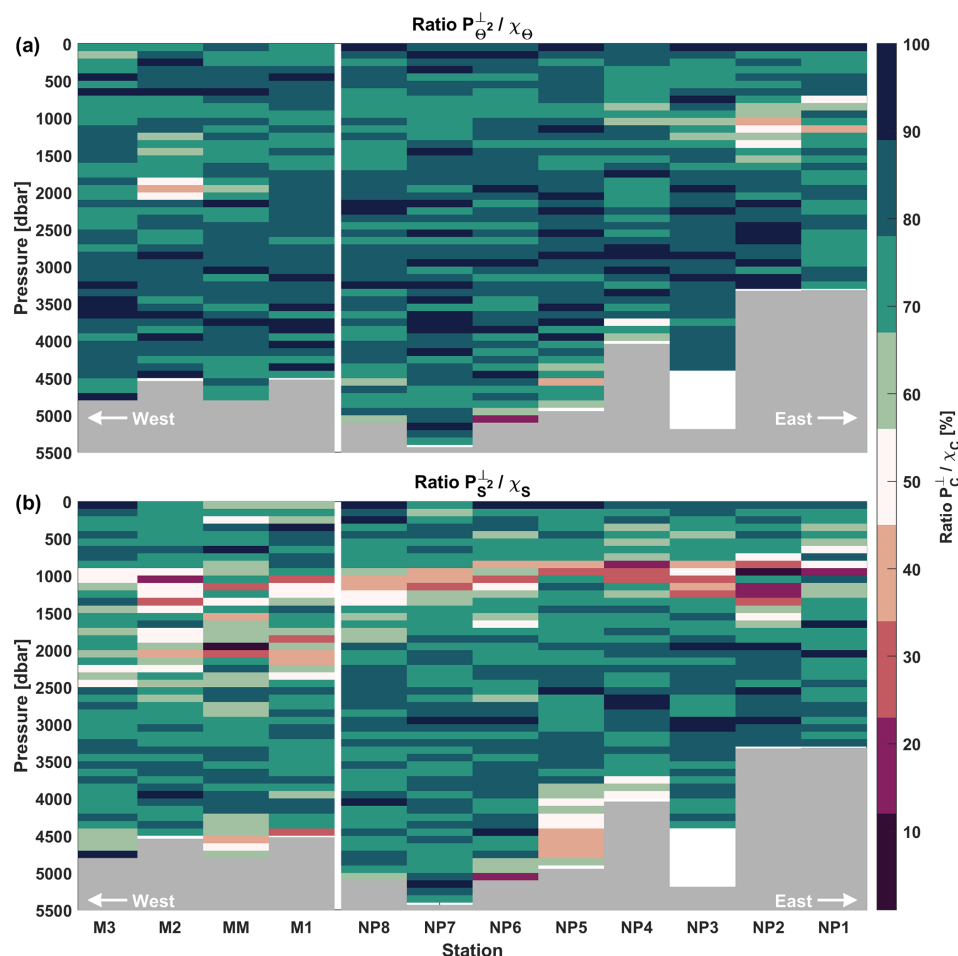 Ratio P⊥Θ² / χΘ
(a)
0
500
1000
1500
2000
2500
3000
3500
4000
4500
5000
5500
Pressure [dbar]
← West
East →
Ratio P⊥S² / χS
(b)
0
500
1000
1500
2000
2500
3000
3500
4000
4500
5000
5500
Pressure [dbar]
← West
East →
M3 M2 MM M1 NP8 NP7 NP6 NP5 NP4 NP3 NP2 NP1
Station
100
90
80
70
60
50
40
30
20
10
Ratio P⊥C / χC [%]